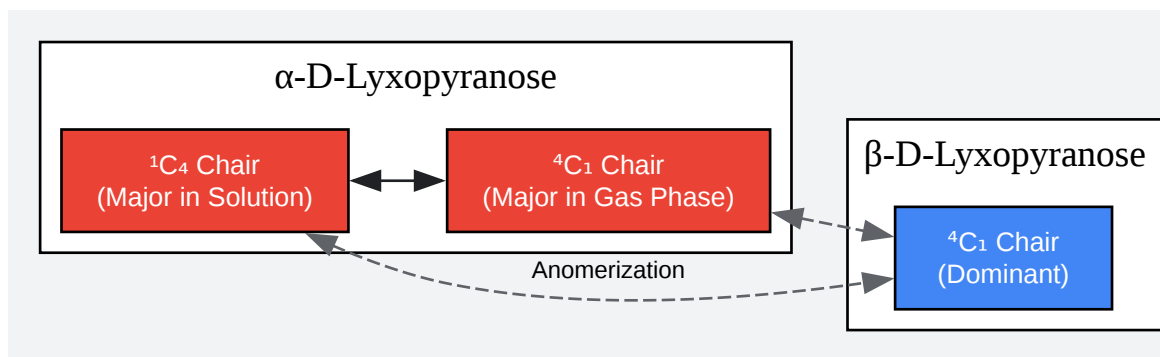 α-D-Lyxopyranose
¹C₄ Chair
(Major in Solution)
⁴C₁ Chair
(Major in Gas Phase)
β-D-Lyxopyranose
⁴C₁ Chair
(Dominant)
Anomerization